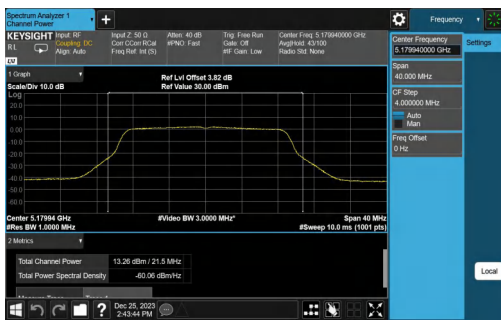 Spectrum Analyzer 1
Channel Power
Frequency
KEYSIGHT
RL
Input: RF
Coupling: DC
Align: Auto
Input Z: 50 Ω
Corr CCorr RCal
Freq Ref: Int (S)
Atten: 40 dB
#PNO: Fast
Trig: Free Run
Gate: Off
#IF Gain: Low
Center Freq: 5.179940000 GHz
Avg|Hold: 43/100
Radio Std: None
Center Frequency
5.179940000 GHz
Settings
Span
40.000 MHz
CF Step
4.000000 MHz
Auto
Man
Freq Offset
0 Hz
Local
1 Graph
Scale/Div 10.0 dB
Ref Lvl Offset 3.82 dB
Ref Value 30.00 dBm
Log
20.0
10.0
0.00
-10.0
-20.0
-30.0
-40.0
-50.0
-60.0
Center 5.17994 GHz
#Video BW 3.0000 MHz*
Span 40 MHz
#Res BW 1.0000 MHz
#Sweep 10.0 ms (1001 pts)
2 Metrics
Total Channel Power 13.26 dBm / 21.5 MHz
Total Power Spectral Density -60.06 dBm/Hz
?
Dec 25, 2023
2:43:44 PM